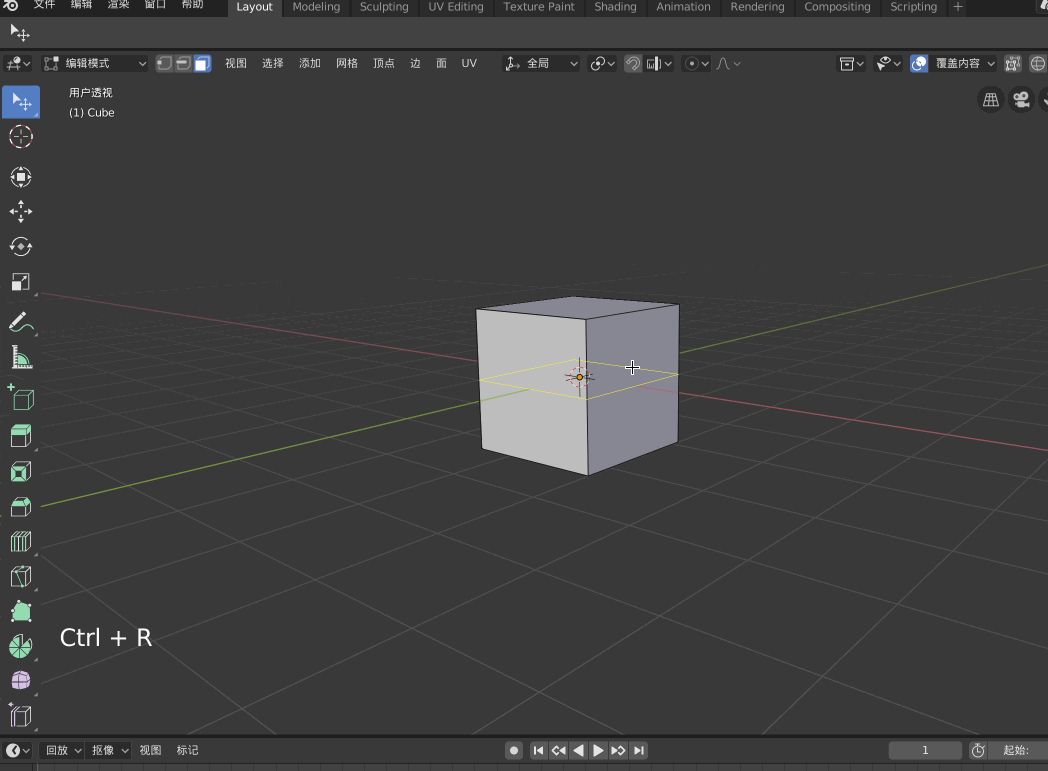 文件 编辑 渲染 窗口 帮助 Layout Modeling Sculpting UV Editing Texture Paint Shading Animation Rendering Compositing Scripting +
编辑模式 视图 选择 添加 网格 顶点 边 面 UV 全局 覆盖内容
用户透视
(1) Cube
Ctrl + R
回放 抠像 视图 标记 1 起始: